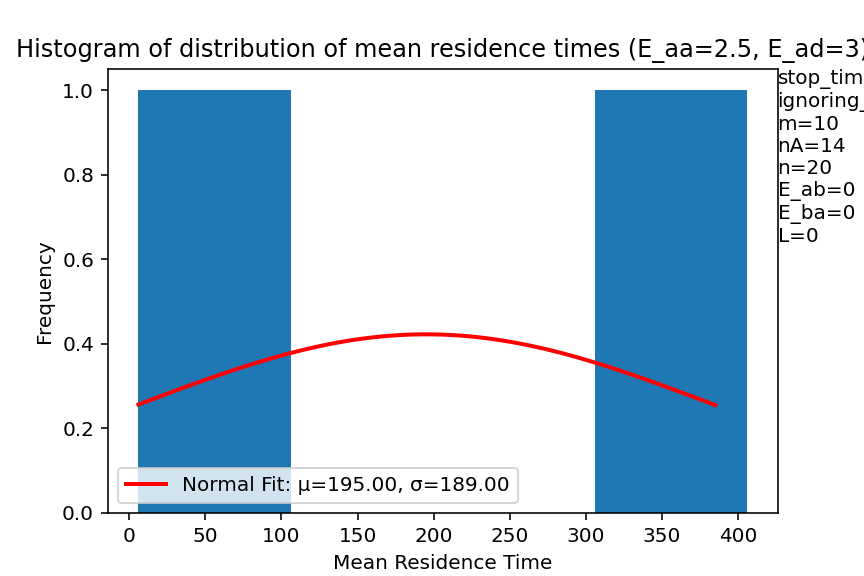 Histogram of distribution of mean residence times (E_aa=2.5, E_ad=3)
stop_tim
ignoring_
m=10
nA=14
n=20
E_ab=0
E_ba=0
L=0
Frequency
1.0
0.8
0.6
0.4
0.2
0.0
Normal Fit: μ=195.00, σ=189.00
0 50 100 150 200 250 300 350 400
Mean Residence Time